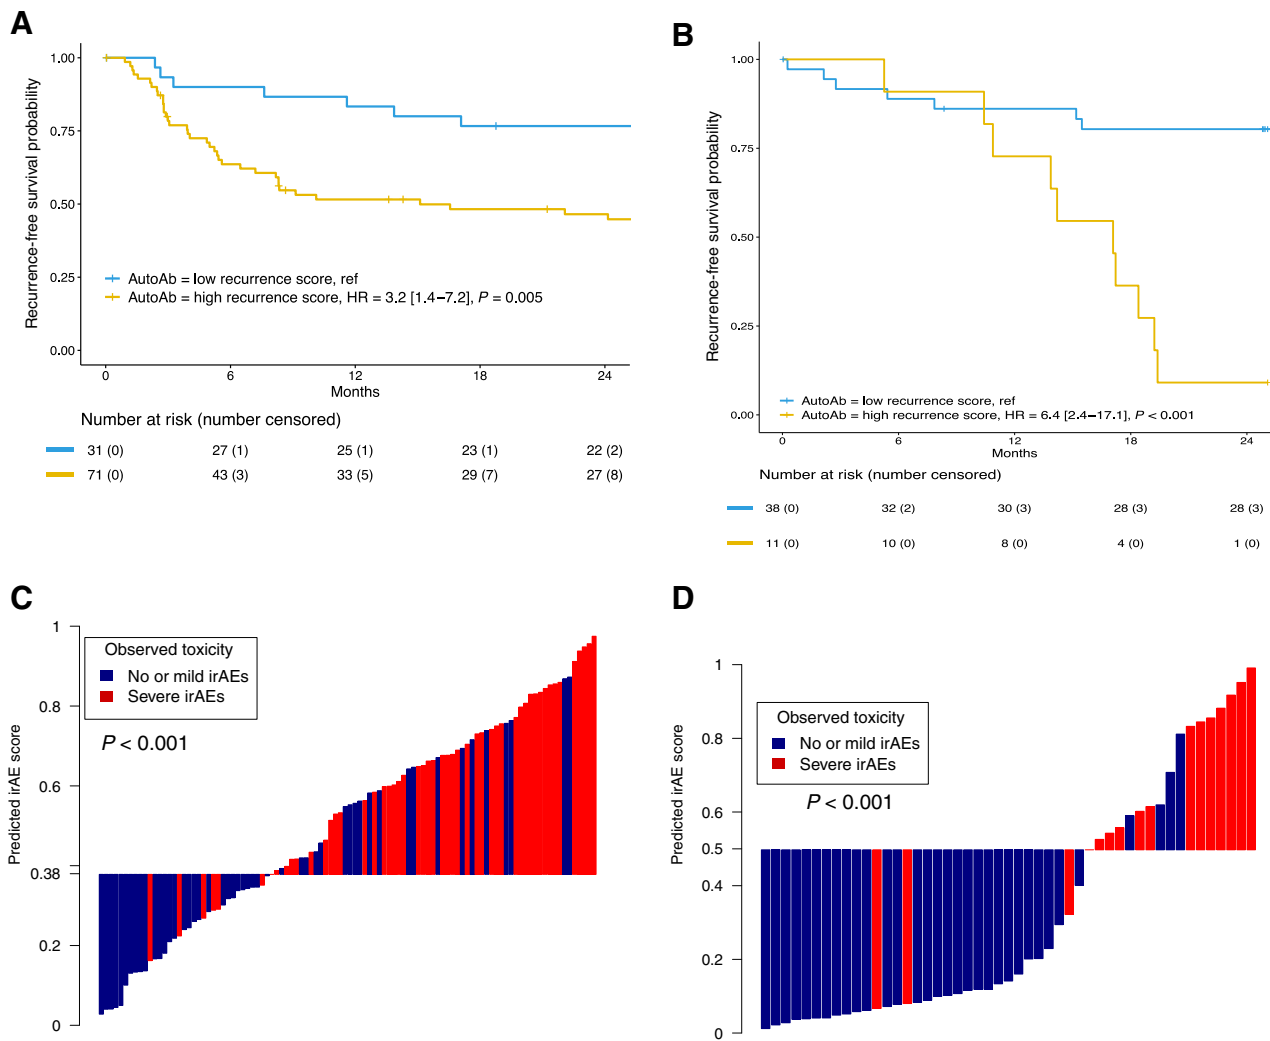 A
Recurrence-free survival probability
1.00
0.75
0.50
0.25
0.00
AutoAb = low recurrence score, ref
AutoAb = high recurrence score, HR = 3.2 [1.4–7.2], P = 0.005
0 6 12 18 24
Months
Number at risk (number censored)
31 (0) 27 (1) 25 (1) 23 (1) 22 (2)
71 (0) 43 (3) 33 (5) 29 (7) 27 (8)
B
Recurrence-free survival probability
1.00
0.75
0.50
0.25
0.00
AutoAb = low recurrence score, ref
AutoAb = high recurrence score, HR = 6.4 [2.4–17.1], P < 0.001
0 6 12 18 24
Months
Number at risk (number censored)
38 (0) 32 (2) 30 (3) 28 (3) 28 (3)
11 (0) 10 (0) 8 (0) 4 (0) 1 (0)
C
Predicted irAE score
1
0.8
0.6
0.38
0.2
0
Observed toxicity
No or mild irAEs
Severe irAEs
P < 0.001
D
Predicted irAE score
1
0.8
0.6
0.5
0.4
0.2
0
Observed toxicity
No or mild irAEs
Severe irAEs
P < 0.001